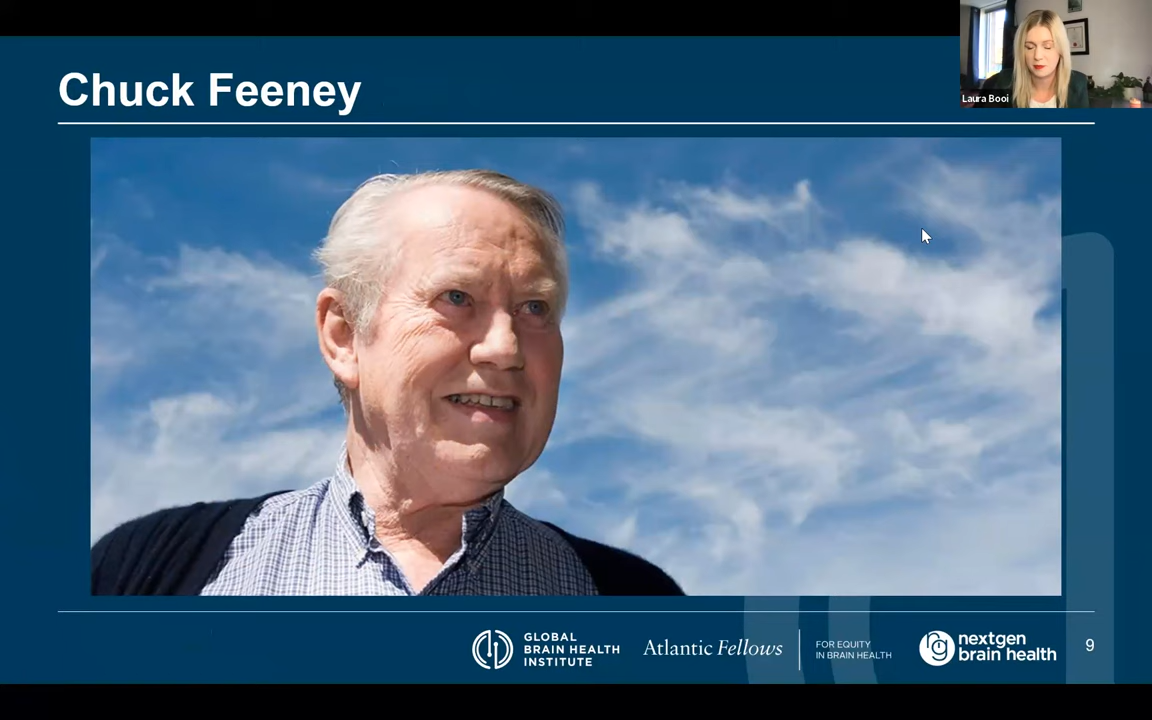 Chuck Feeney
Laura Booi
GLOBAL
BRAIN HEALTH
INSTITUTE
Atlantic Fellows
FOR EQUITY
IN BRAIN HEALTH
ng
nextgen
brain health
9